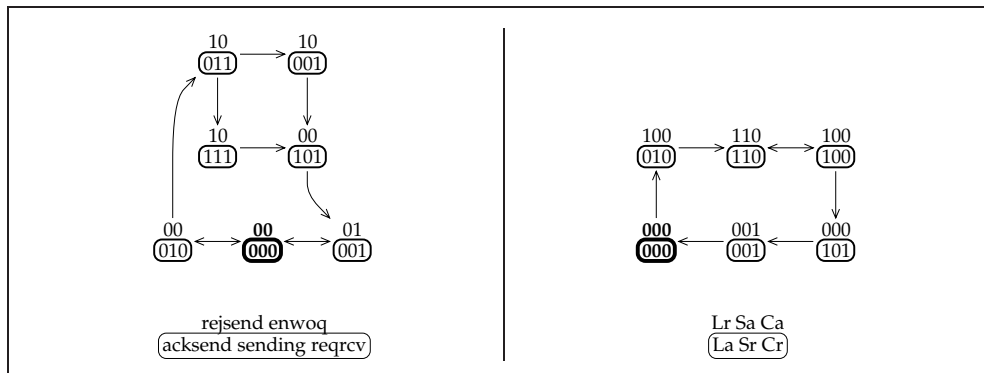 10 10
011 001
10 00
111 101
00 00 01
010 000 001
rejsend enwoq
acksend sending reqrcv
100 110 100
010 110 100
000 001 000
000 001 101
Lr Sa Ca
La Sr Cr